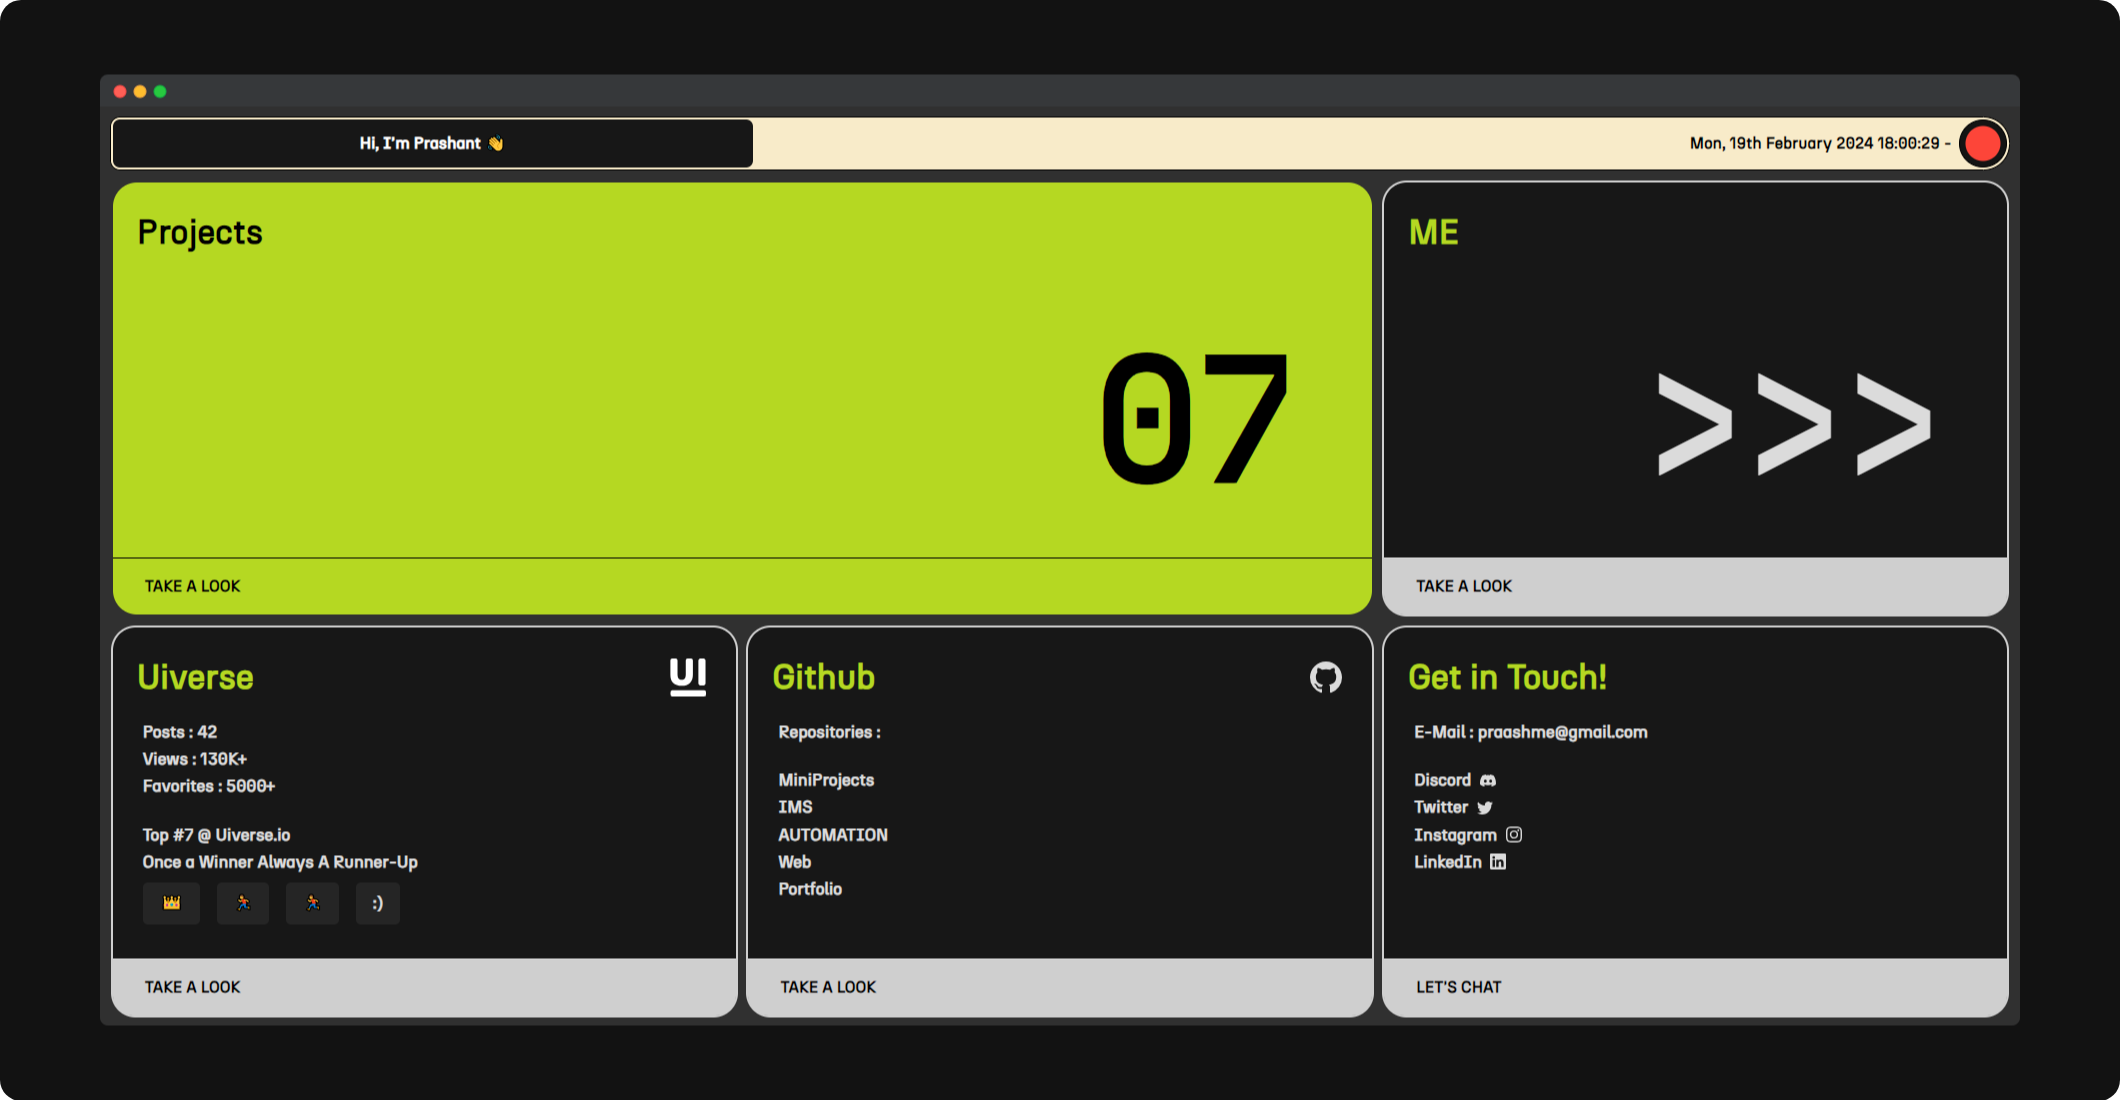 Hi, I'm Prashant 👋
Mon, 19th February 2024 18:00:29 -
Projects
07
TAKE A LOOK
ME
>>>
TAKE A LOOK
Uiverse
UI
Posts : 42
Views : 130K+
Favorites : 5000+
Top #7 @ Uiverse.io
Once a Winner Always A Runner-Up
:)
TAKE A LOOK
Github
Repositories :
MiniProjects
IMS
AUTOMATION
Web
Portfolio
TAKE A LOOK
Get in Touch!
E-Mail : praashme@gmail.com
Discord
Twitter
Instagram
LinkedIn in
LET'S CHAT